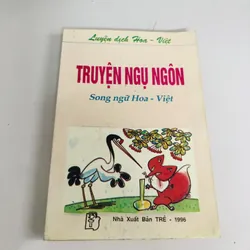 Luyện dịch Hoa - Việt
TRUYỆN NGỤ NGÔN
Song ngữ Hoa - Việt
Nhà Xuất Bản TRẺ - 1996